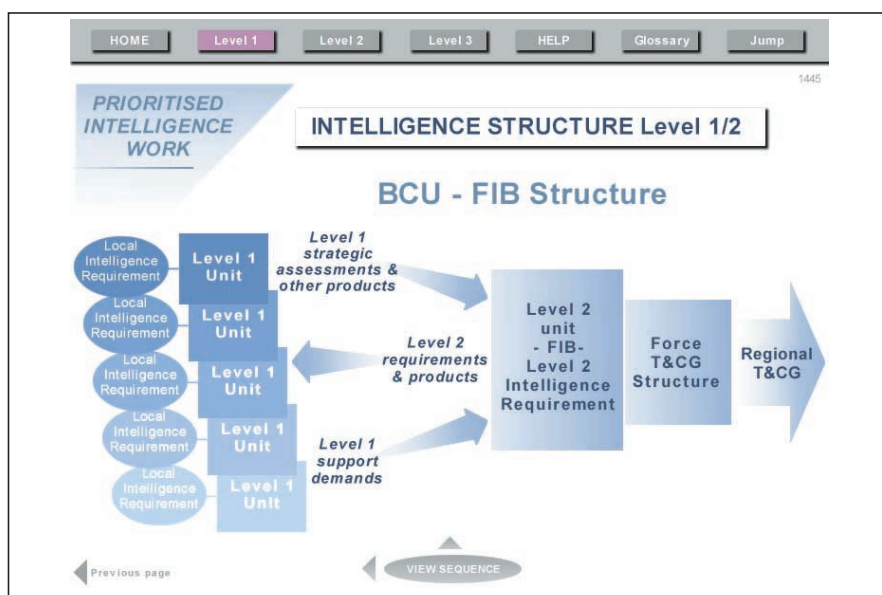 HOME Level 1 Level 2 Level 3 HELP Glossary Jump
1445
PRIORITISED
INTELLIGENCE
WORK
INTELLIGENCE STRUCTURE Level 1/2
BCU - FIB Structure
Local
Intelligence
Requirement
Level 1
Unit
Local
Intelligence
Requirement
Level 1
Unit
Local
Intelligence
Requirement
Level 1
Unit
Local
Intelligence
Requirement
Level 1
Unit
Local
Intelligence
Requirement
Level 1
Unit
Level 1
strategic
assessments &
other products
Level 2
requirements
& products
Level 1
support
demands
Level 2
unit
- FIB-
Level 2
Intelligence
Requirement
Force
T&CG
Structure
Regional
T&CG
Previous page
VIEW SEQUENCE